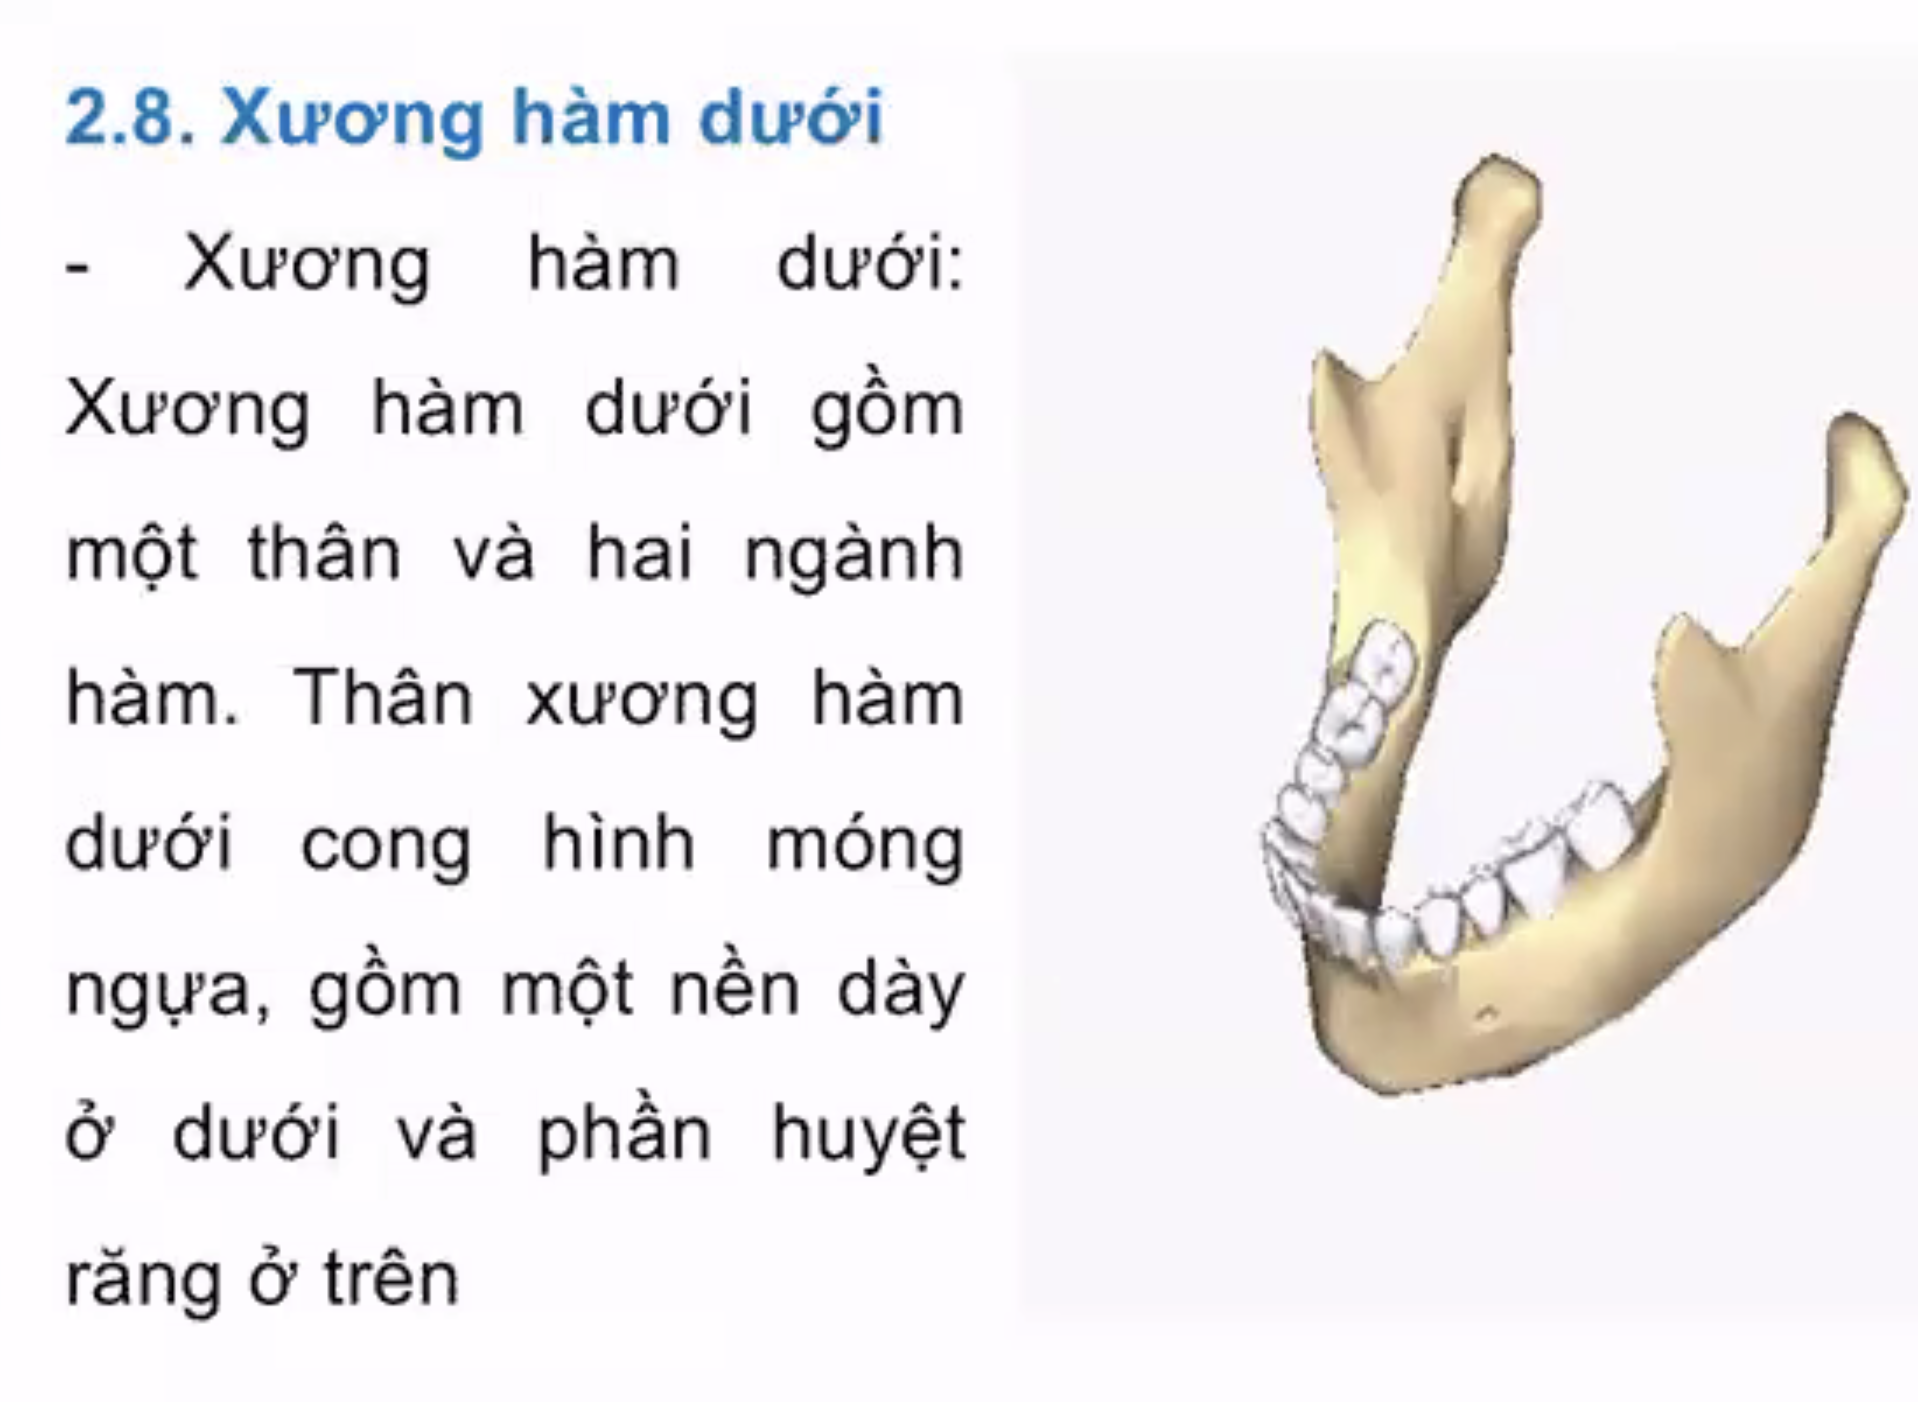 2.8. Xương hàm dưới
- Xương hàm dưới:
Xương hàm dưới gồm
một thân và hai ngành
hàm. Thân xương hàm
dưới cong hình móng
ngựa, gồm một nền dày
ở dưới và phần huyệt
răng ở trên